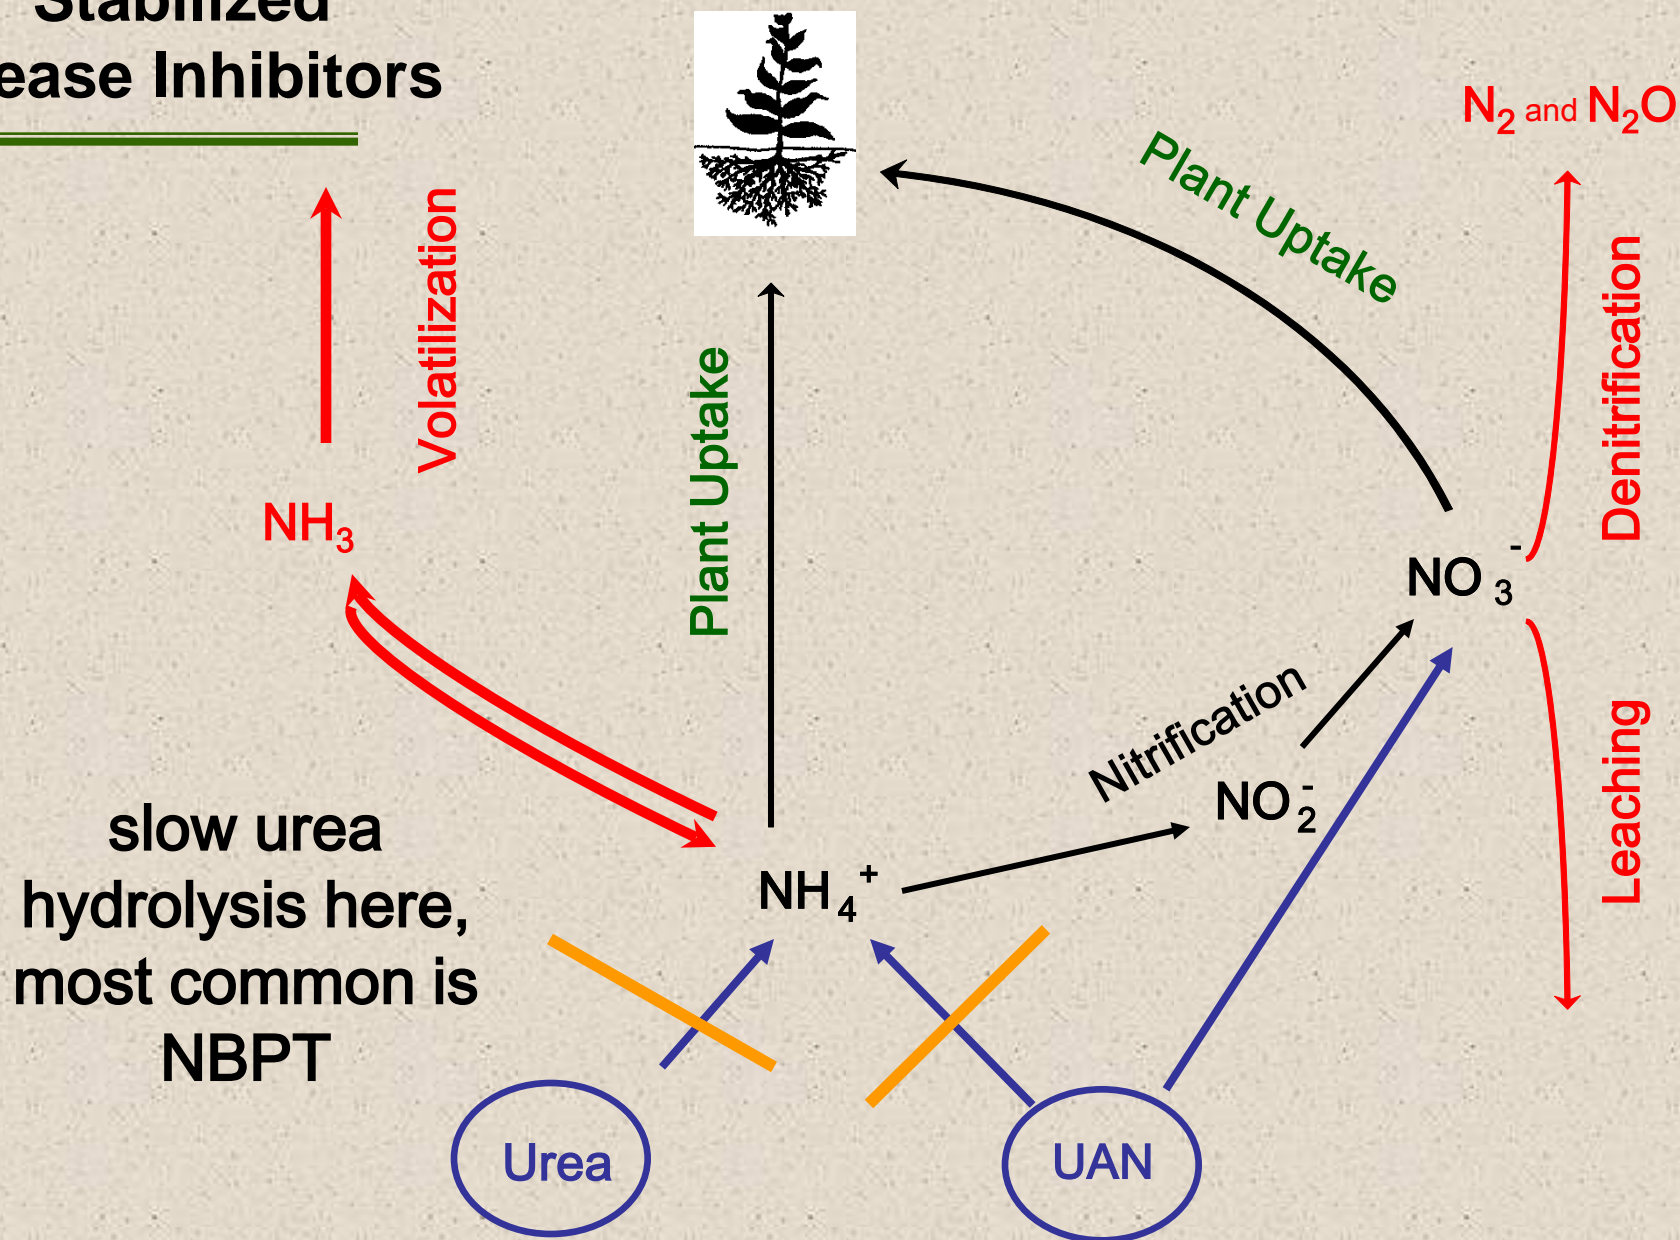 Stabilized
ease Inhibitors
N₂ and N₂O
Plant Uptake
Volatilization
Denitrification
Plant Uptake
NH₃
NO₃⁻
Nitrification
Leaching
NO₂⁻
slow urea
hydrolysis here,
most common is
NBPT
NH₄⁺
Urea
UAN